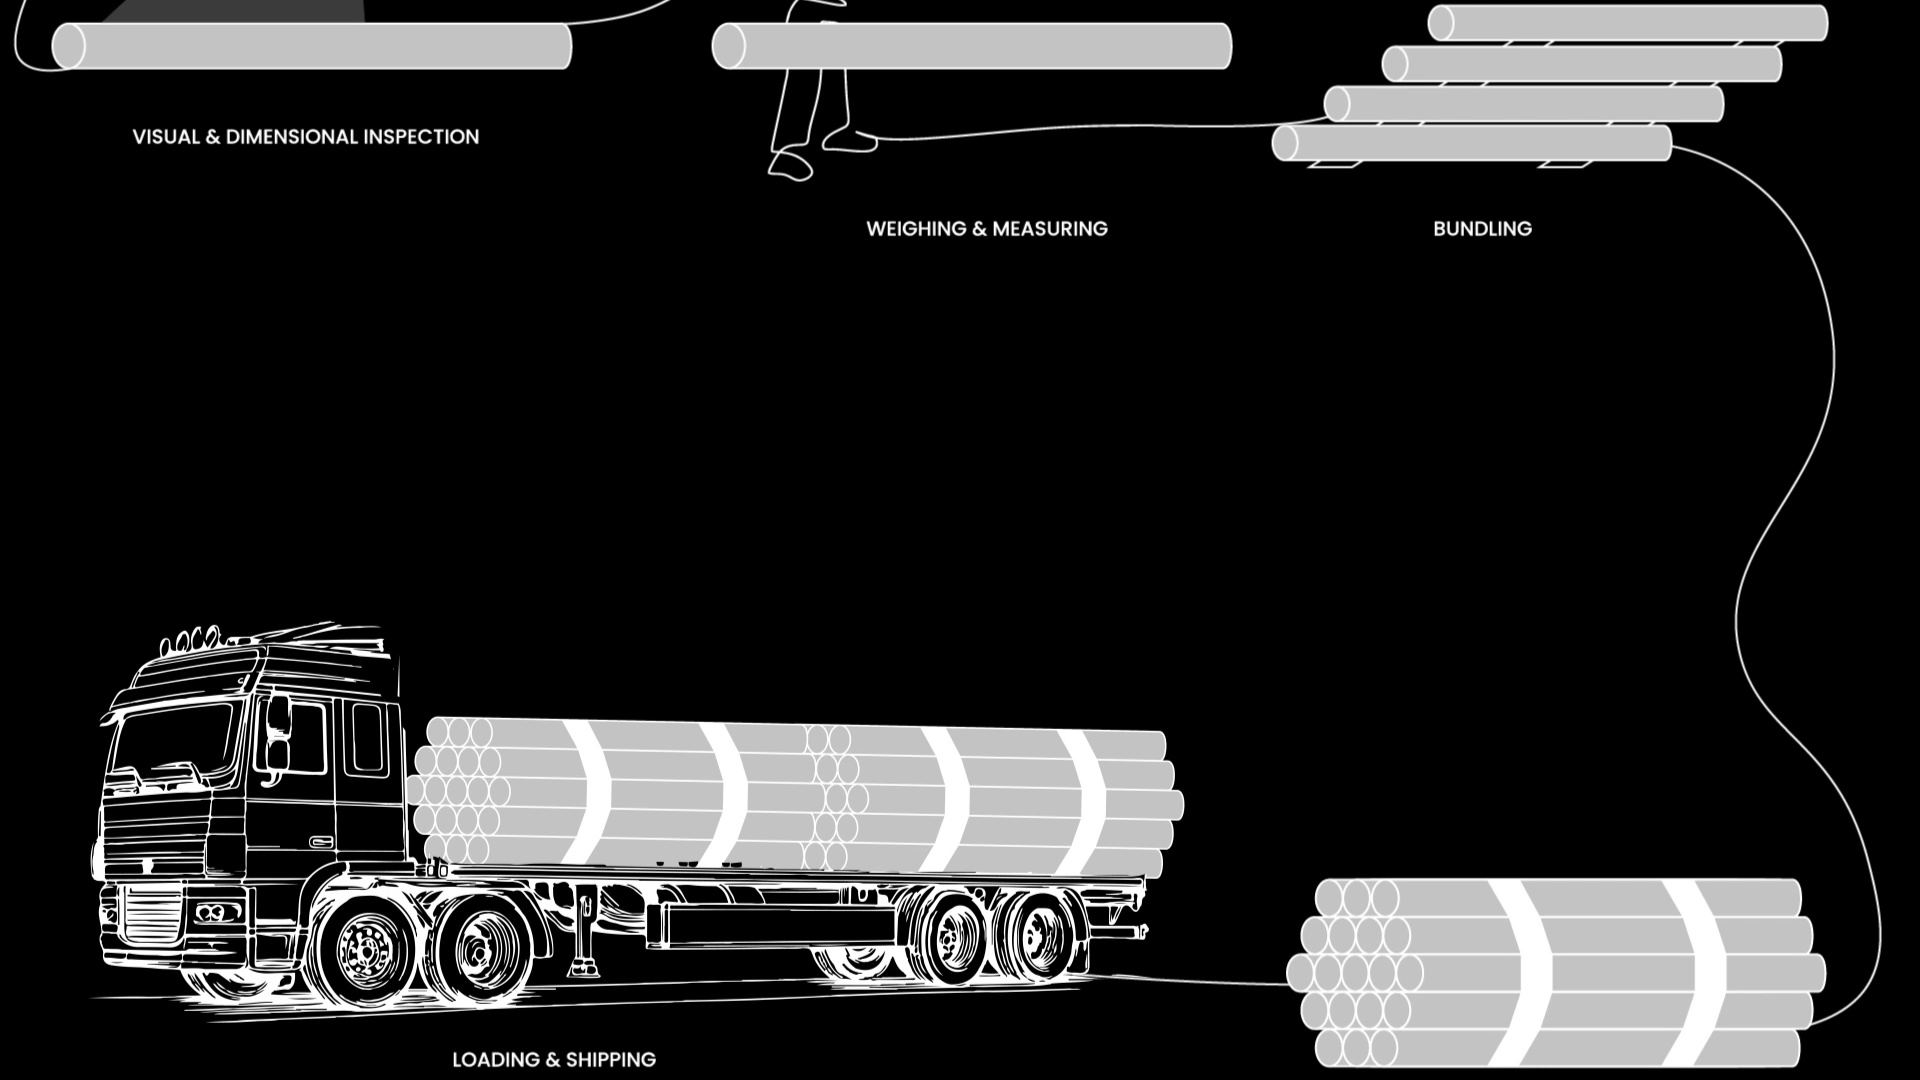 VISUAL & DIMENSIONAL INSPECTION
WEIGHING & MEASURING
BUNDLING
LOADING & SHIPPING